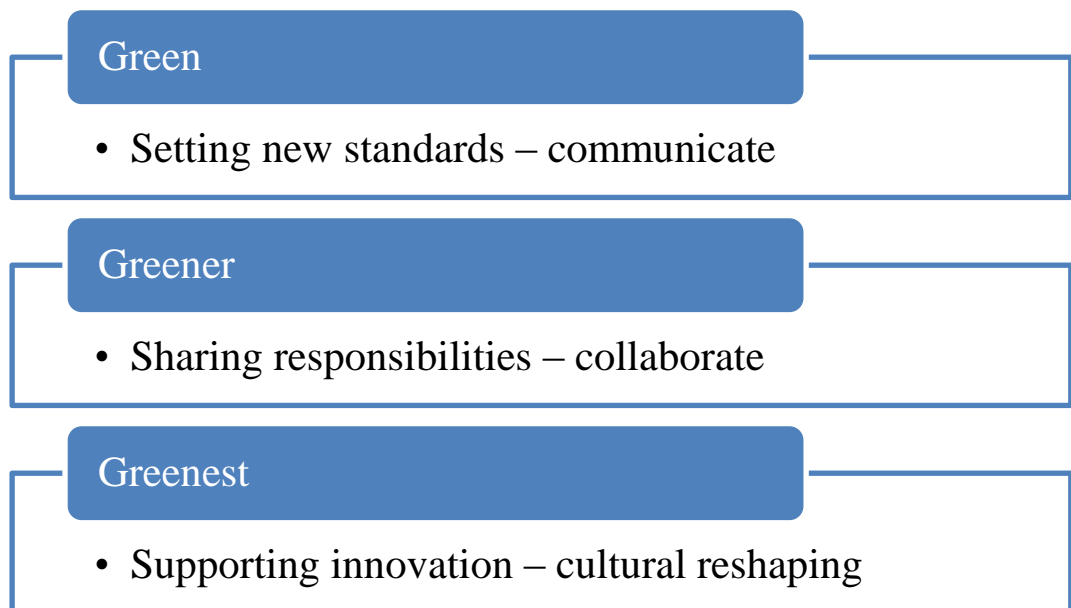 Green
• Setting new standards – communicate
Greener
• Sharing responsibilities – collaborate
Greenest
• Supporting innovation – cultural reshaping